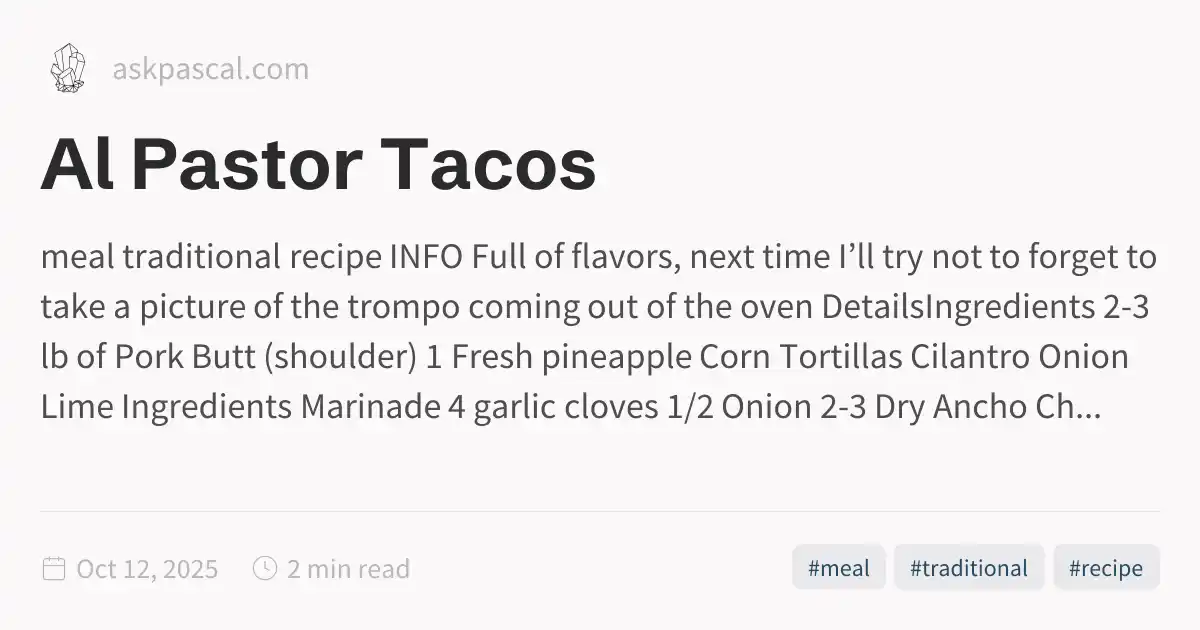 askpascal.com
Al Pastor Tacos
meal traditional recipe INFO Full of flavors, next time I’ll try not to forget to
take a picture of the trompo coming out of the oven DetailsIngredients 2-3
lb of Pork Butt (shoulder) 1 Fresh pineapple Corn Tortillas Cilantro Onion
Lime Ingredients Marinade 4 garlic cloves 1/2 Onion 2-3 Dry Ancho Ch...
Oct 12, 2025 2 min read #meal #traditional #recipe